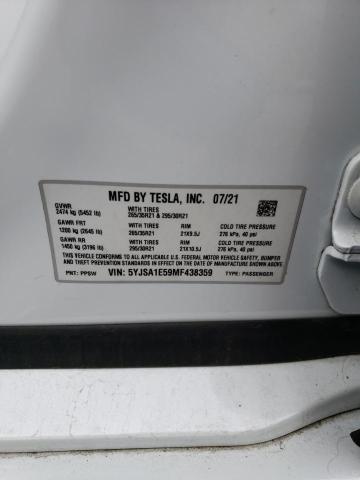 MFD BY TESLA, INC. 07/21
GVWR
2474 kg (5452 lb)
WITH TIRES
265/35R21 & 295/30R21
COLD TIRE PRESSURE
GAWR FRT
1200 kg (2645 lb)
WITH TIRES
265/35R21
RIM
21X9.5J
COLD TIRE PRESSURE
276 kPa, 40 psi
GAWR RR
1450 kg (3196 lb)
WITH TIRES
295/30R21
RIM
21X10.5J
COLD TIRE PRESSURE
276 kPa, 40 psi
THIS VEHICLE CONFORMS TO ALL APPLICABLE U.S. FEDERAL MOTOR VEHICLE SAFETY, BUMPER
AND THEFT PREVENTION STANDARDS IN EFFECT ON THE DATE OF MANUFACTURE SHOWN ABOVE.
PNT: PPSW VIN: 5YJSA1E59MF438359 TYPE: PASSENGER